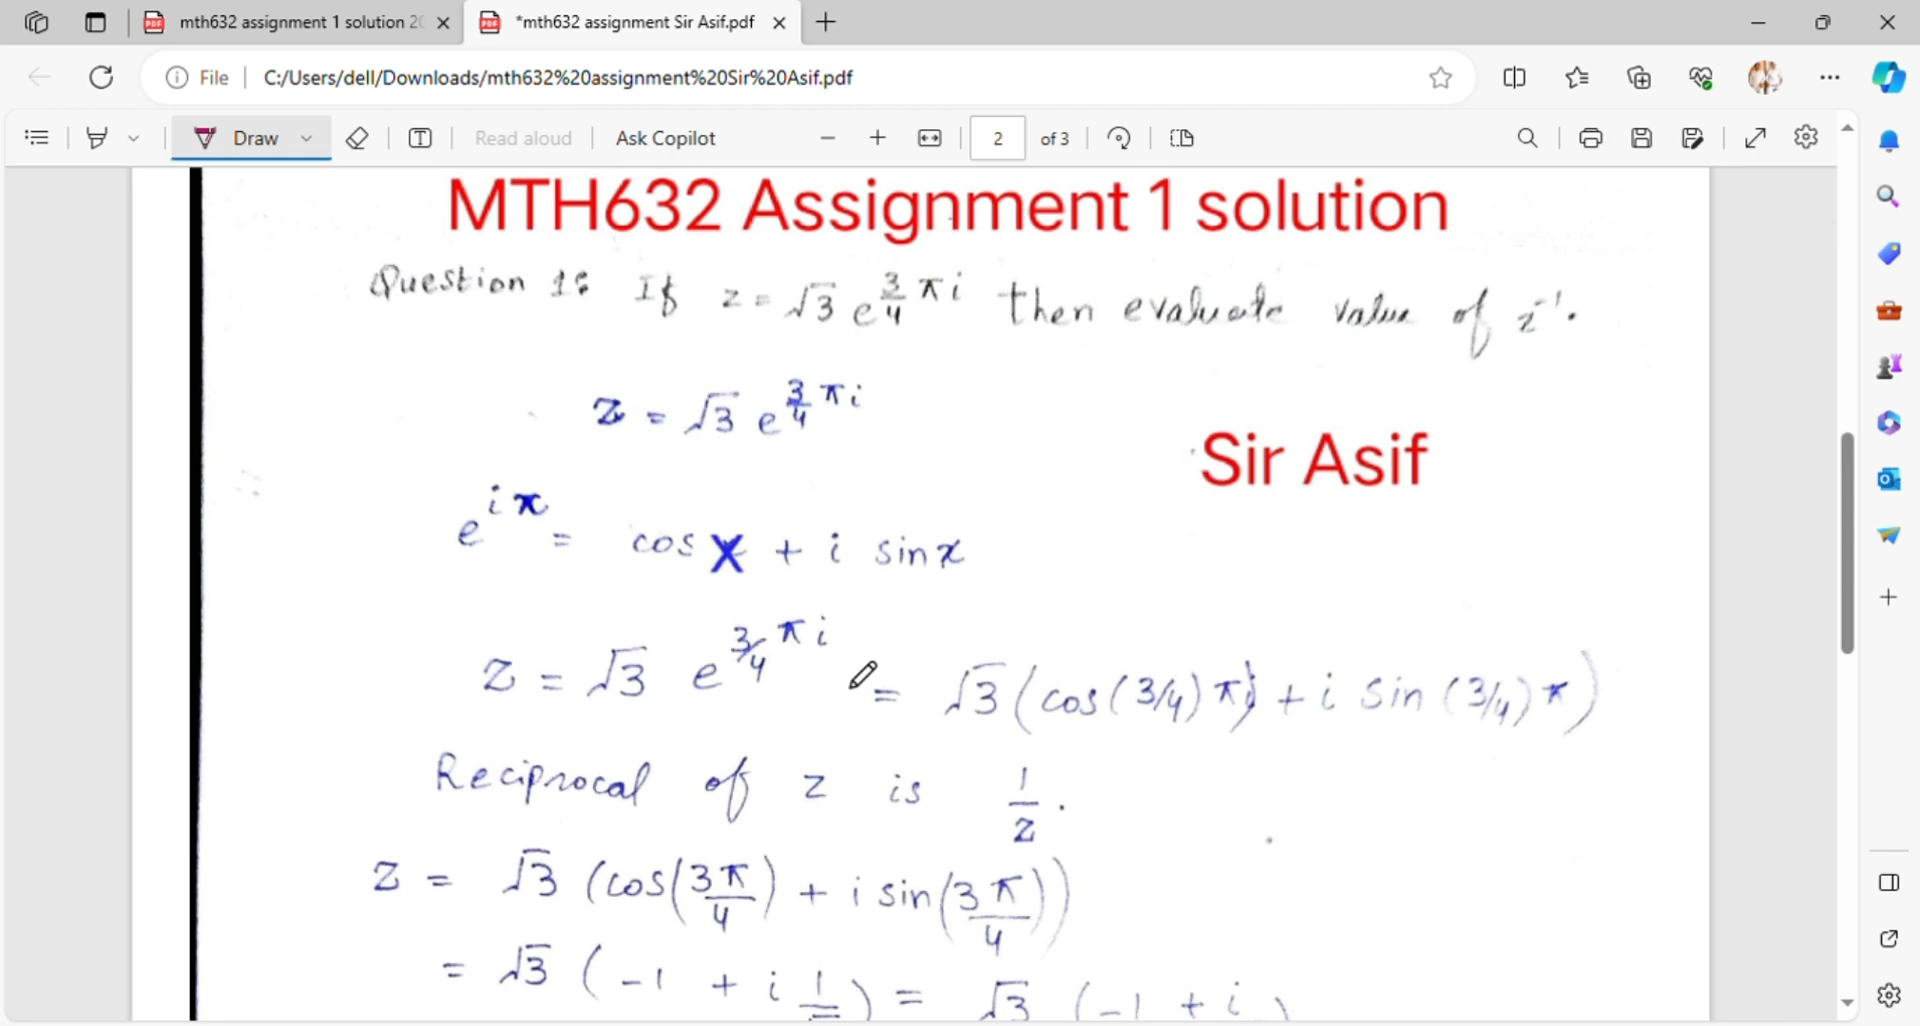 mth632 assignment 1 solution 20
*mth632 assignment Sir Asif.pdf
File
C:/Users/dell/Downloads/mth632%20assignment%20Sir%20Asif.pdf
Draw
Read aloud
Ask Copilot
2 of 3
MTH632 Assignment 1 solution
Question 1: If z = √3 e^{3/4 π i} then evaluate value of z⁻¹.
z = √3 e^{3/4 π i}
Sir Asif
e^{ix} = cos x + i sin x
z = √3 e^{3/4 π i} = √3 (cos(3/4) πi) + i sin (3/4) π)
Reciprocal of z is 1/z.
z = √3 (cos(3π/4) + i sin(3π/4))
= √3 (-1 + i 1) = √3 (-1 + i)